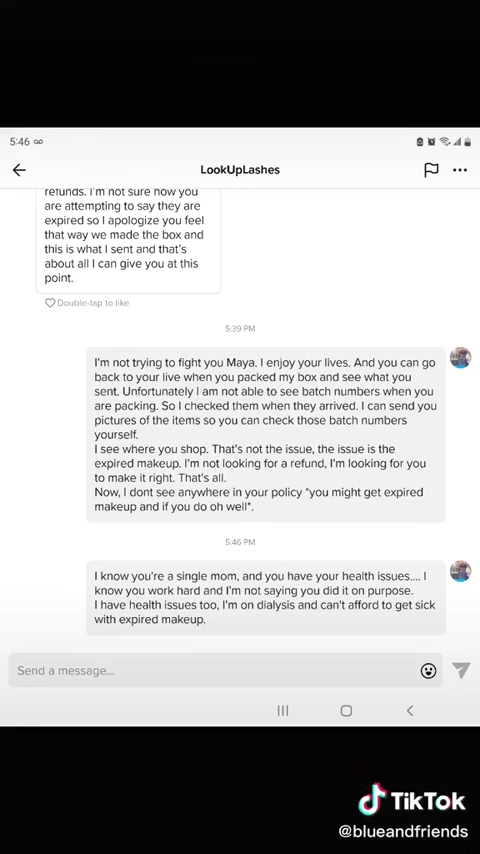 5:46
LookUpLashes
refunds. I'm not sure how you
are attempting to say they are
expired so I apologize you feel
that way we made the box and
this is what I sent and that's
about all I can give you at this
point.
Double-tap to like
5:39 PM
I'm not trying to fight you Maya. I enjoy your lives. And you can go
back to your live when you packed my box and see what you
sent. Unfortunately I am not able to see batch numbers when you
are packing. So I checked them when they arrived. I can send you
pictures of the items so you can check those batch numbers
yourself.
I see where you shop. That's not the issue, the issue is the
expired makeup. I'm not looking for a refund, I'm looking for you
to make it right. That's all.
Now, I dont see anywhere in your policy *you might get expired
makeup and if you do oh well*.
5:46 PM
I know you're a single mom, and you have your health issues.... I
know you work hard and I'm not saying you did it on purpose.
I have health issues too, I'm on dialysis and can't afford to get sick
with expired makeup.
Send a message...
TikTok
@blueandfriends